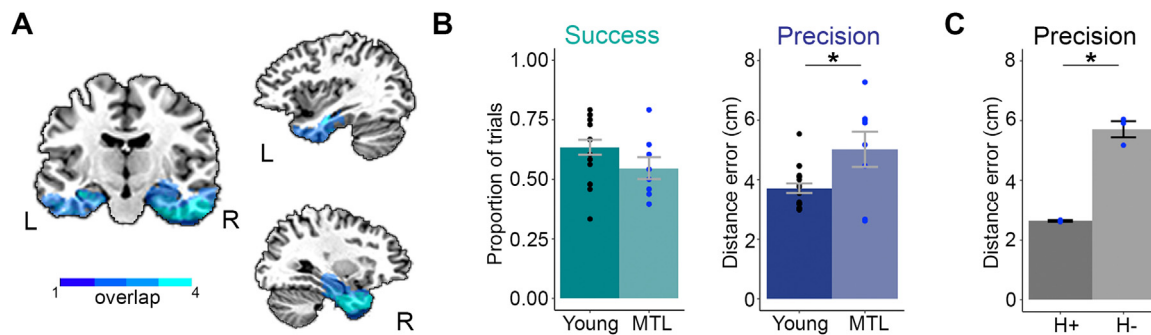 A
L
R
1 overlap 4
L
R
B
Success
Proportion of trials
1.00
0.75
0.50
0.25
0.00
Young MTL
Precision
*
Distance error (cm)
8
6
4
2
0
Young MTL
C
Precision
*
Distance error (cm)
8
6
4
2
0
H+ H-